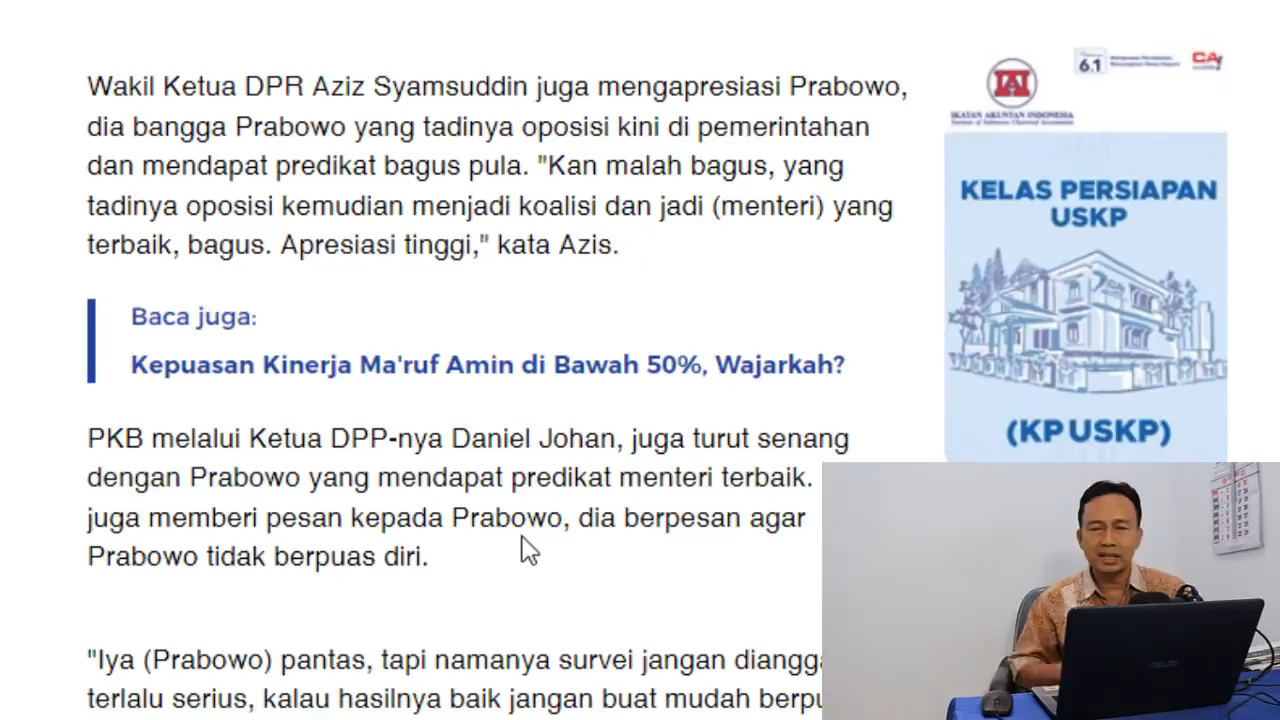 Wakil Ketua DPR Aziz Syamsuddin juga mengapresiasi Prabowo,
dia bangga Prabowo yang tadinya oposisi kini di pemerintahan
dan mendapat predikat bagus pula. "Kan malah bagus, yang
tadinya oposisi kemudian menjadi koalisi dan jadi (menteri) yang
terbaik, bagus. Apresiasi tinggi," kata Azis.
Baca juga:
Kepuasan Kinerja Ma'ruf Amin di Bawah 50%, Wajarkah?
PKB melalui Ketua DPP-nya Daniel Johan, juga turut senang
dengan Prabowo yang mendapat predikat menteri terbaik.
juga memberi pesan kepada Prabowo, dia berpesan agar
Prabowo tidak berpuas diri.
"Iya (Prabowo) pantas, tapi namanya survei jangan
terlalu serius, kalau hasilnya baik jangan buat mudah
IAI
IKATAN AKUNTAN INDONESIA
6.1
CA
KELAS PERSIAPAN
USKP
(KP USKP)